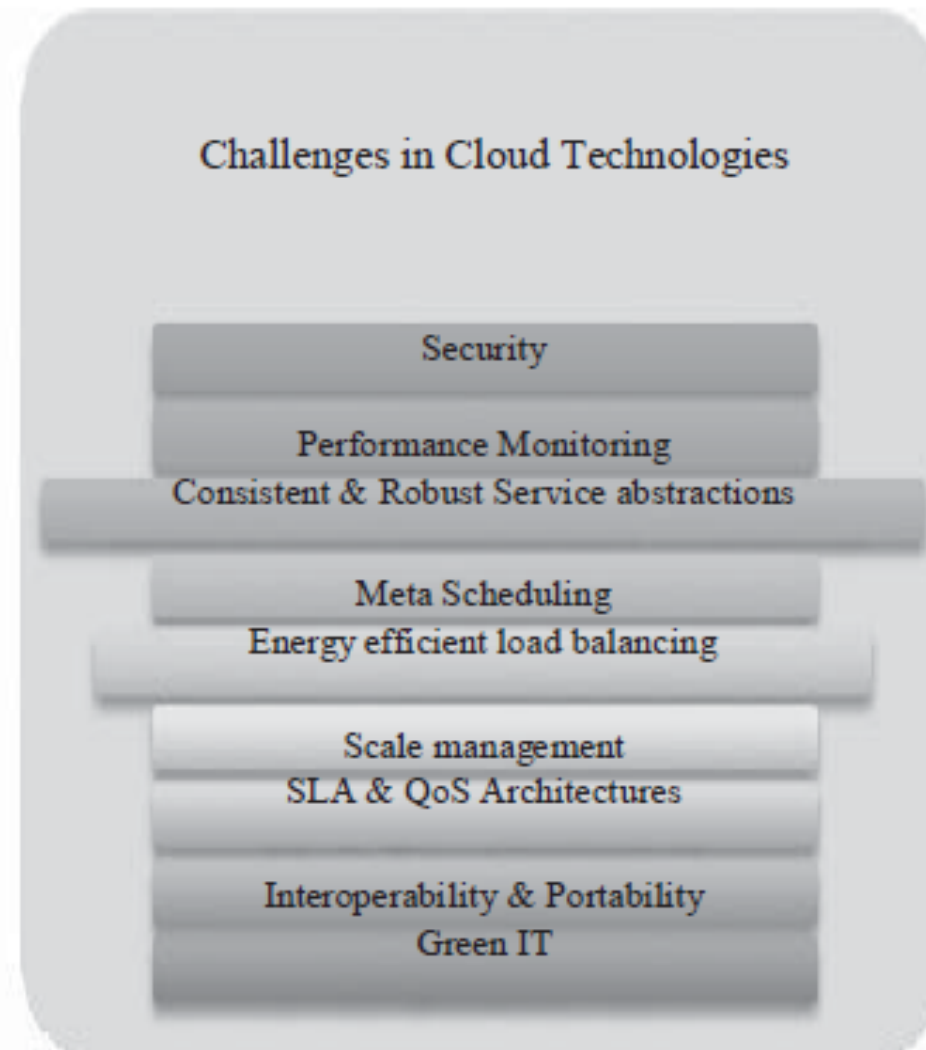 Challenges in Cloud Technologies
Security
Performance Monitoring
Consistent & Robust Service abstractions
Meta Scheduling
Energy efficient load balancing
Scale management
SLA & QoS Architectures
Interoperability & Portability
Green IT